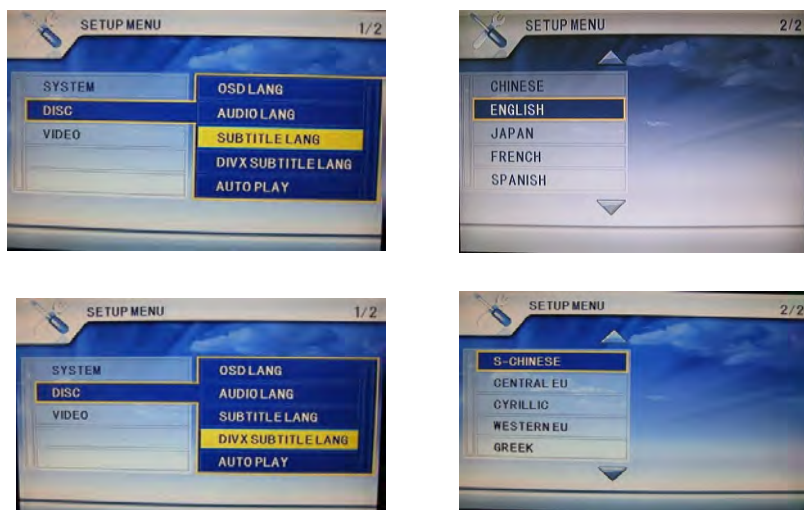 SETUP MENU 1/2
SYSTEM
DISC
VIDEO
OSD LANG
AUDIO LANG
SUBTITLE LANG
DIVX SUBTITLE LANG
AUTO PLAY
SETUP MENU 2/2
CHINESE
ENGLISH
JAPAN
FRENCH
SPANISH
SETUP MENU 1/2
SYSTEM
DISC
VIDEO
OSD LANG
AUDIO LANG
SUBTITLE LANG
DIVX SUBTITLE LANG
AUTO PLAY
SETUP MENU 2/2
S-CHINESE
CENTRAL EU
CYRILLIC
WESTERN EU
GREEK